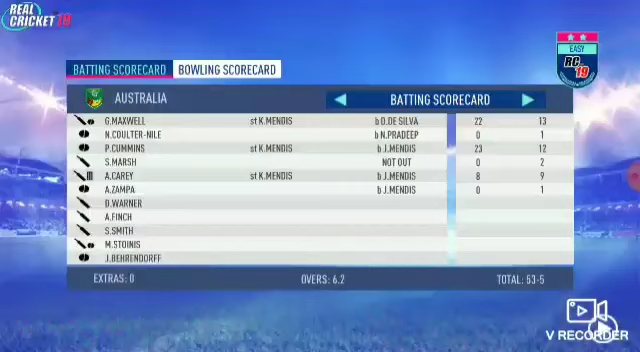 REAL
CRICKET 19
EASY
RC
19
BATTING SCORECARD BOWLING SCORECARD
AUSTRALIA BATTING SCORECARD
G.MAXWELL st K.MENDIS b D.DE SILVA 22 13
N.COULTER-NILE b N.PRADEEP 0 1
P.CUMMINS st K.MENDIS b J.MENDIS 23 12
S.MARSH NOT OUT 0 2
A.CAREY st K.MENDIS b J.MENDIS 8 9
A.ZAMPA b J.MENDIS 0 1
D.WARNER
A.FINCH
S.SMITH
M.STOINIS
J.BEHRENDORFF
EXTRAS: 0 OVERS: 6.2 TOTAL: 53-5
V RECORDER